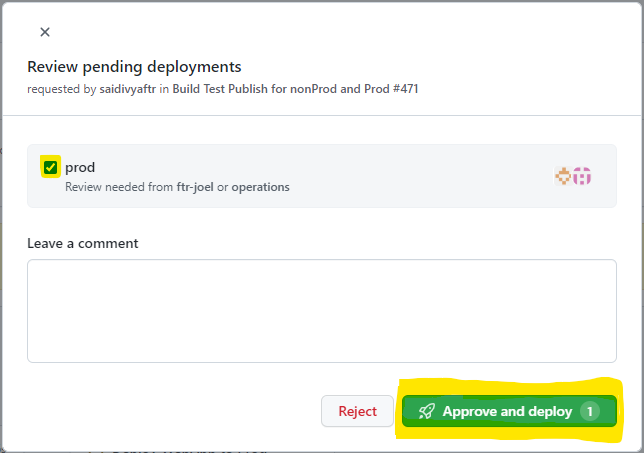 Review pending deployments
requested by saidivyaftr in Build Test Publish for nonProd and Prod #471
prod
Review needed from ftr-joel or operations
Leave a comment
Reject
Approve and deploy 1